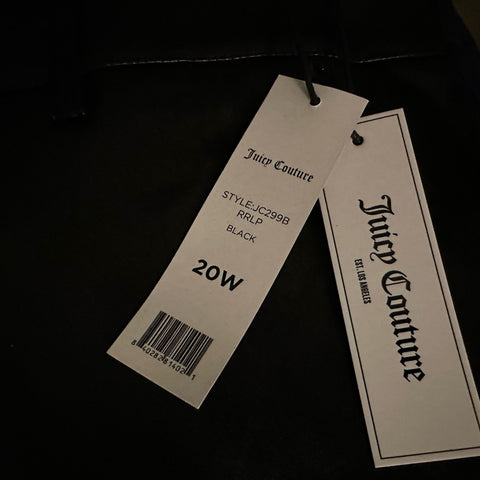 Juicy Couture
STYLE:JC299B
RRLP
BLACK
20W
Juicy Couture
EST. LOS ANGELES